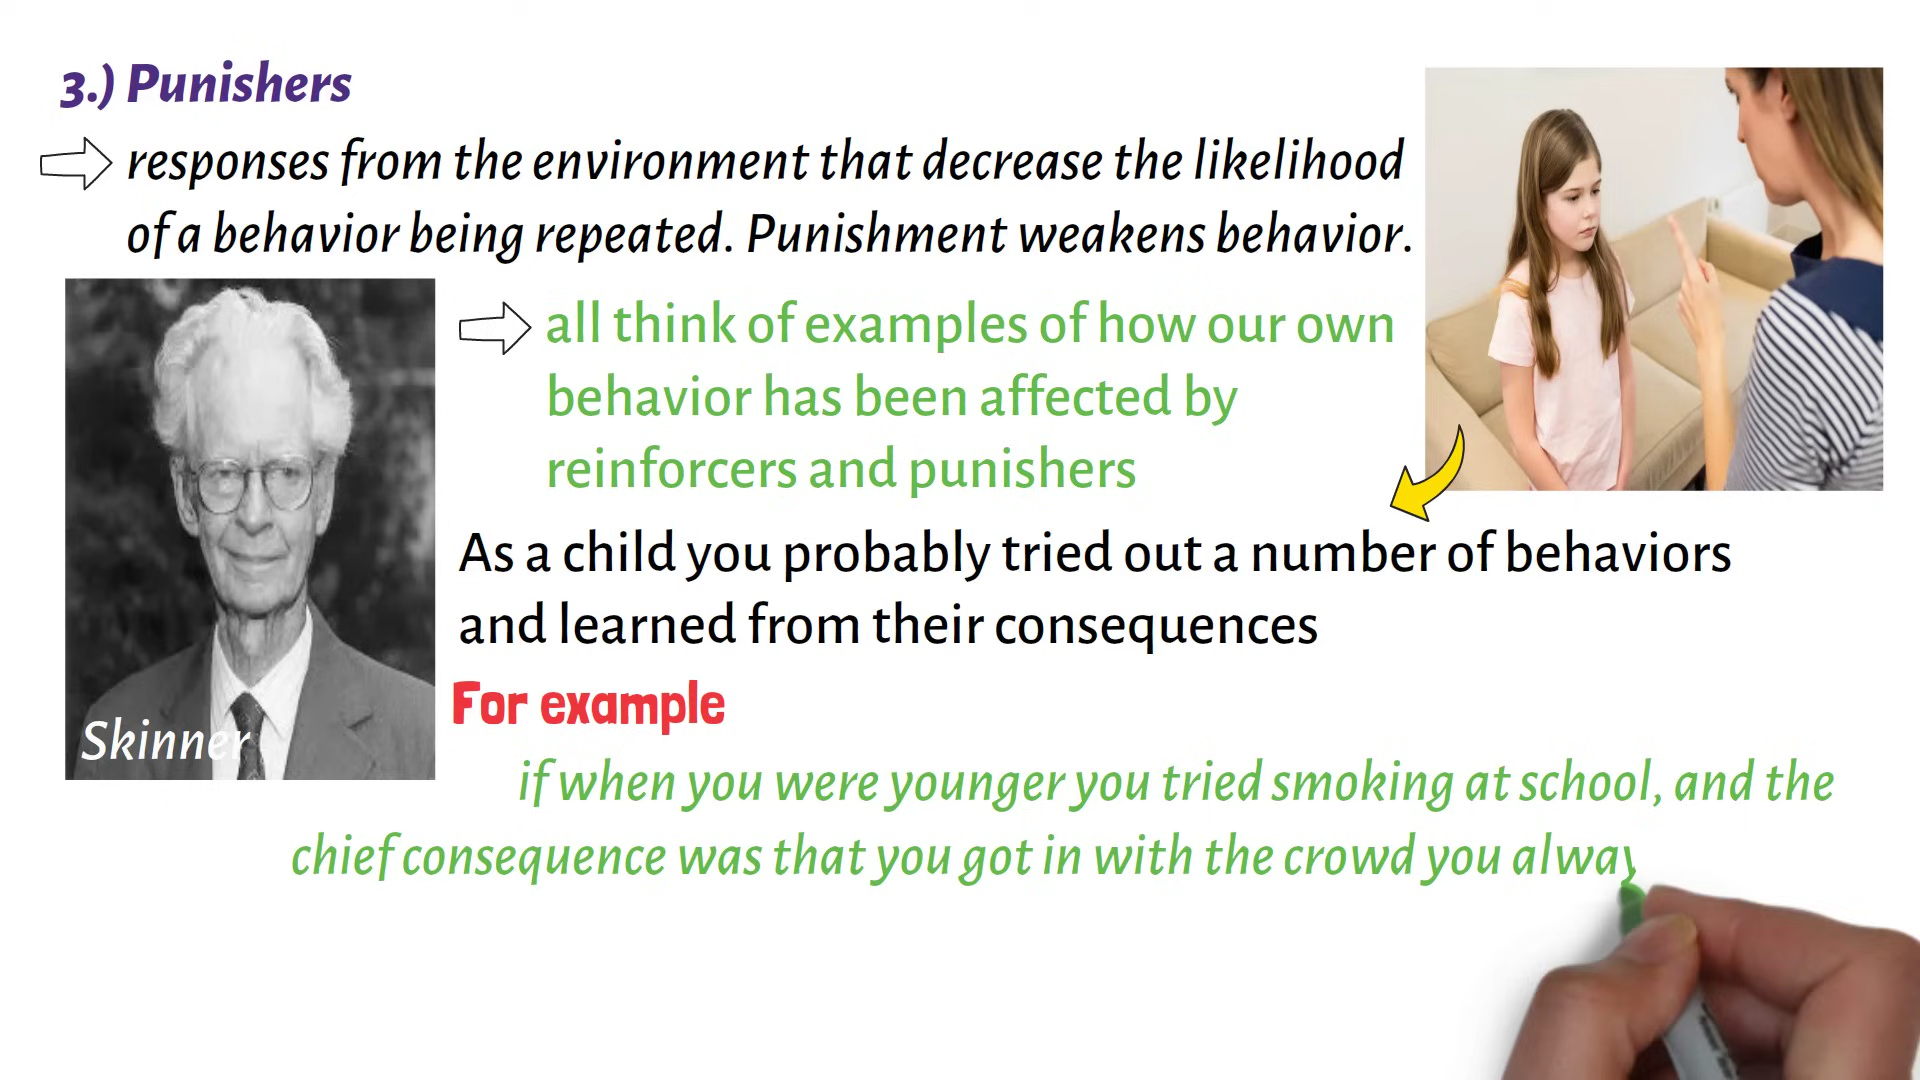 3.) Punishers
responses from the environment that decrease the likelihood
of a behavior being repeated. Punishment weakens behavior.
all think of examples of how our own
behavior has been affected by
reinforcers and punishers
As a child you probably tried out a number of behaviors
and learned from their consequences
Skinner
For example
if when you were younger you tried smoking at school, and the
chief consequence was that you got in with the crowd you alway